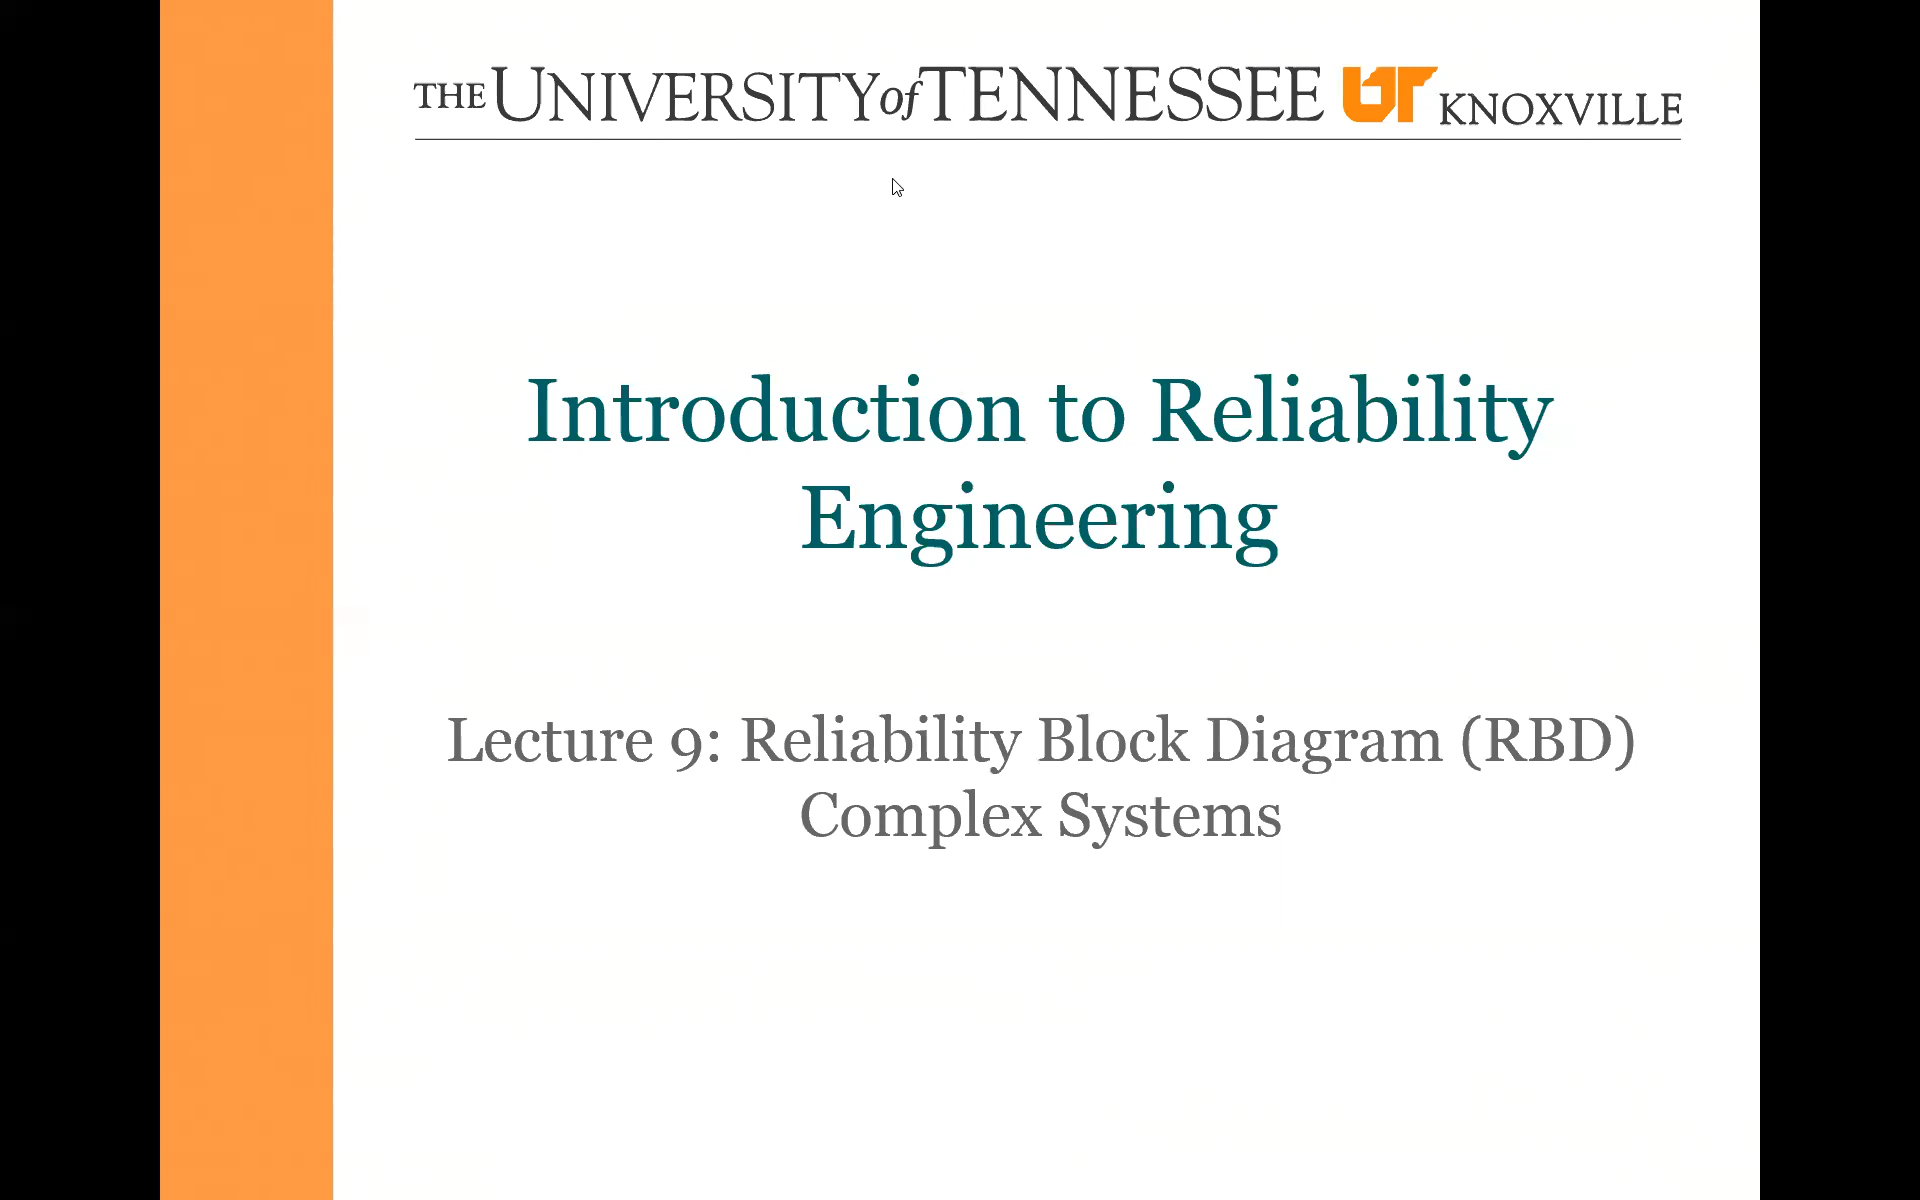 THE UNIVERSITY of TENNESSEE UT KNOXVILLE
Introduction to Reliability
Engineering
Lecture 9: Reliability Block Diagram (RBD)
Complex Systems